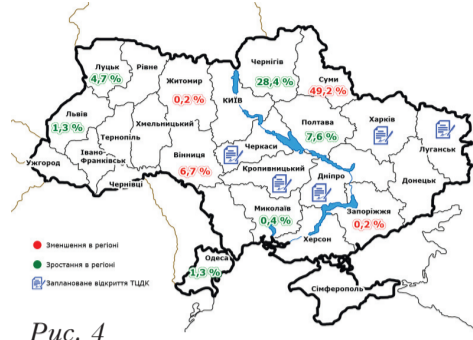 Чернігів
28,4 %
Суми
49,2 %
Луцьк
4,7 %
Рівне
Житомир
0,2 %
КИЇВ
Львів
1,3 %
Тернопіль
Хмельницький
Полтава
7,6 %
Харків
Луганськ
Івано-
Франківськ
Ужгород
Чернівці
Вінниця
6,7 %
Черкаси
Кропивницький
Дніпро
Донецьк
Миколаїв
0,4 %
Запоріжжя
0,2 %
Херсон
Одеса
1,3 %
Сімферополь
Зменшення в регіоні
Зростання в регіоні
Заплановане відкриття ТЦДК
Рис. 4